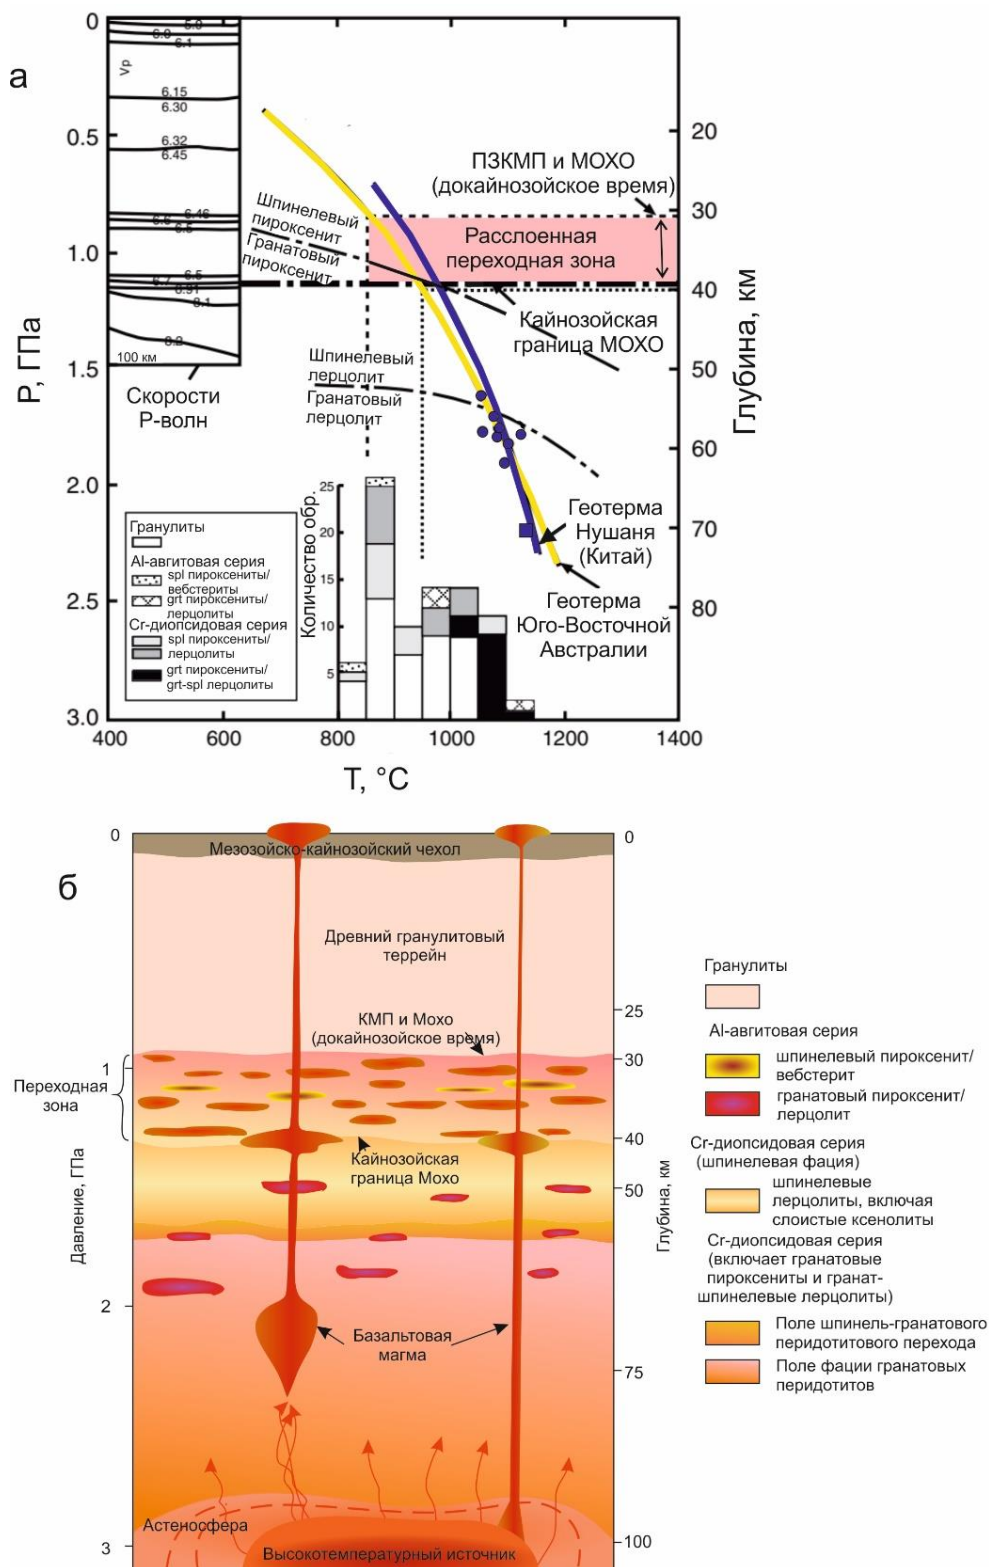 а
0
0.5
1.0
1.5
2.0
2.5
3.0
Р, ГПа
5.9
6.0
6.1
Vp
6.15
6.30
6.32
6.45
6.46
6.5
6.5
6.7
6.91
8.1
8.2
100 км
Скорости
Р-волн
20
30
40
50
60
70
80
Глубина, км
ПЗКМП и МОХО
(докайнозойское время)
Расслоенная
переходная зона
Шпинелевый
пироксенит
Гранатовый
пироксенит
Кайнозойская
граница МОХО
Шпинелевый
лерцолит
Гранатовый
лерцолит
Геотерма
Нушаня
(Китай)
Геотерма
Юго-Восточной
Австралии
Количество обр.
25
20
15
10
5
Гранулиты
Al-авгитовая серия
spl пироксениты/
вебстериты
grt пироксениты/
лерцолиты
Cr-диопсидовая серия
spl пироксениты/
лерцолиты
grt пироксениты/
grt-spl лерцолиты
400
600
800
1000
1200
1400
Т, °С
б
0
1
2
3
Давление, ГПа
Переходная
зона
Мезозойско-кайнозойский чехол
Древний гранулитовый
террейн
КМП и Мохо
(докайнозойское время)
Кайнозойская
граница Мохо
Базальтовая
магма
Астеносфера
Высокотемпературный источник
0
25
30
40
50
75
100
Глубина, км
Гранулиты
Al-авгитовая серия
шпинелевый пироксенит/
вебстерит
гранатовый пироксенит/
лерцолит
Cr-диопсидовая серия
(шпинелевая фация)
шпинелевые
лерцолиты, включая
слоистые ксенолиты
Cr-диопсидовая серия
(включает гранатовые
пироксениты и гранат-
шпинелевые лерцолиты)
Поле шпинель-гранатового
перидотитового перехода
Поле фации гранатовых
перидотитов